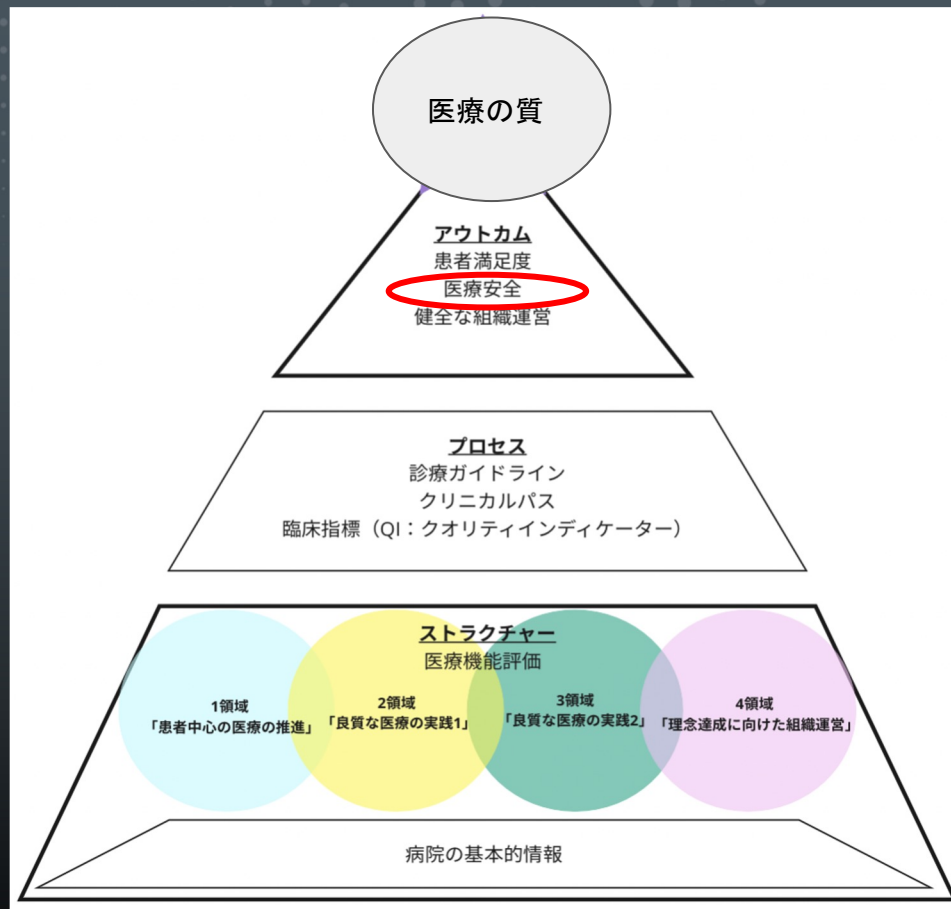 医療の質
アウトカム
患者満足度
医療安全
健全な組織運営
プロセス
診療ガイドライン
クリニカルパス
臨床指標（QI：クオリティインディケーター）
ストラクチャー
医療機能評価
1領域
「患者中心の医療の推進」
2領域
「良質な医療の実践1」
3領域
「良質な医療の実践2」
4領域
「理念達成に向けた組織運営」
病院の基本的情報